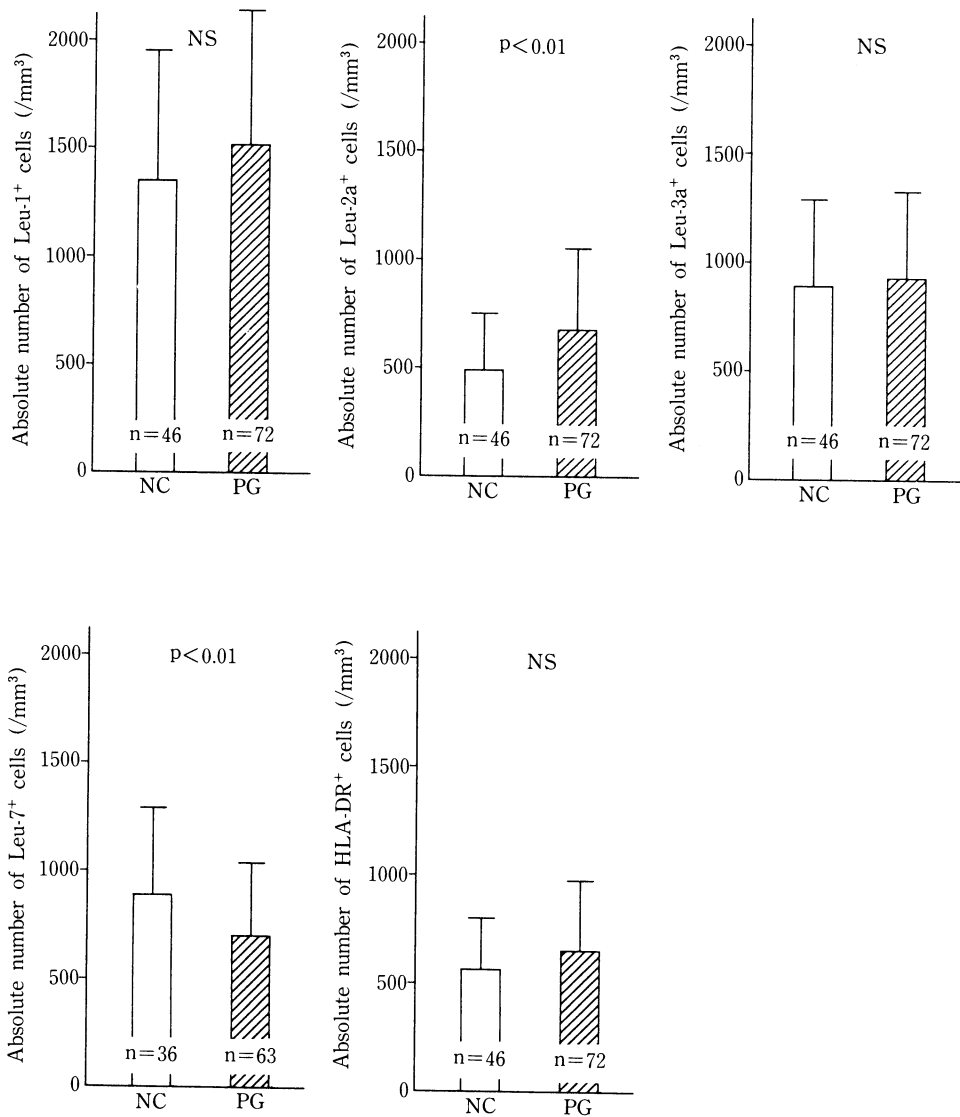 Absolute number of Leu-1⁺ cells (/mm³)
2000
1500
1000
500
0
NS
n=46
n=72
NC
PG
Absolute number of Leu-2a⁺ cells (/mm³)
2000
1500
1000
500
0
p<0.01
n=46
n=72
NC
PG
Absolute number of Leu-3a⁺ cells (/mm³)
2000
1500
1000
500
0
NS
n=46
n=72
NC
PG
Absolute number of Leu-7⁺ cells (/mm³)
2000
1500
1000
500
0
p<0.01
n=36
n=63
NC
PG
Absolute number of HLA-DR⁺ cells (/mm³)
2000
1500
1000
500
0
NS
n=46
n=72
NC
PG